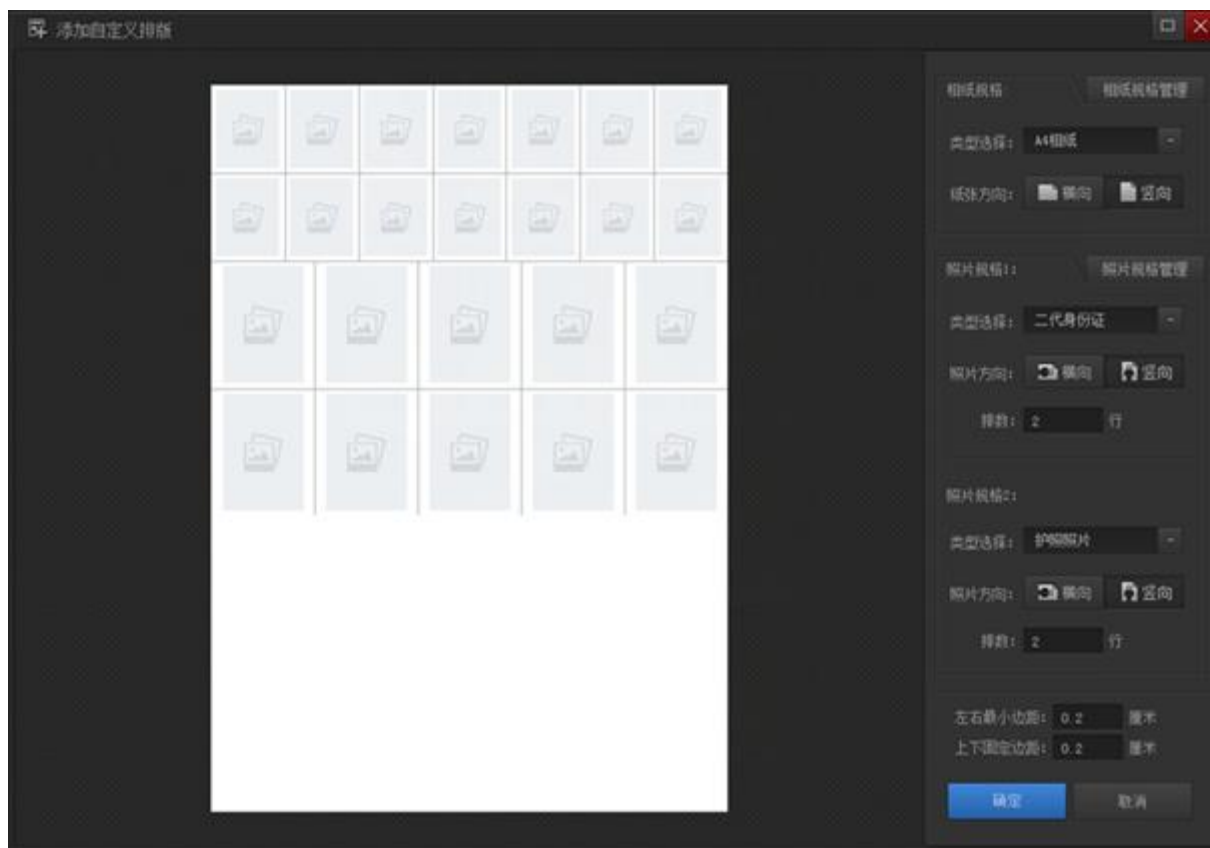 添加自定义排版
相纸规格 相纸规格管理
类型选择: A4相纸
纸张方向: 横向 竖向
照片规格1: 照片规格管理
类型选择: 二代身份证
照片方向: 横向 竖向
排数: 2 行
照片规格2:
类型选择: 护照照片
照片方向: 横向 竖向
排数: 2 行
左右最小边距: 0.2 厘米
上下固定边距: 0.2 厘米
确定 取消